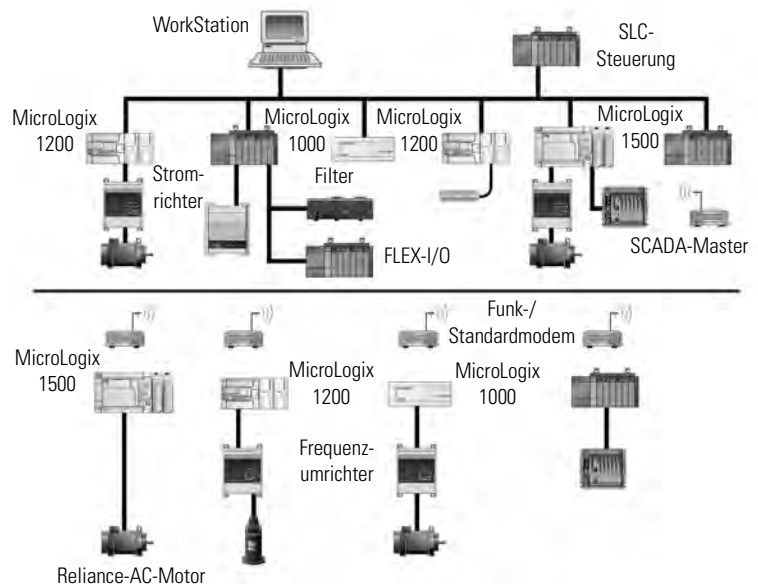 WorkStation
SLC-
Steuerung
MicroLogix
1200
MicroLogix
1000
MicroLogix
1200
MicroLogix
1500
Strom-
richter
Filter
FLEX-I/O
SCADA-Master
Funk-/
Standardmodem
MicroLogix
1500
MicroLogix
1200
MicroLogix
1000
Frequenz-
umrichter
Reliance-AC-Motor